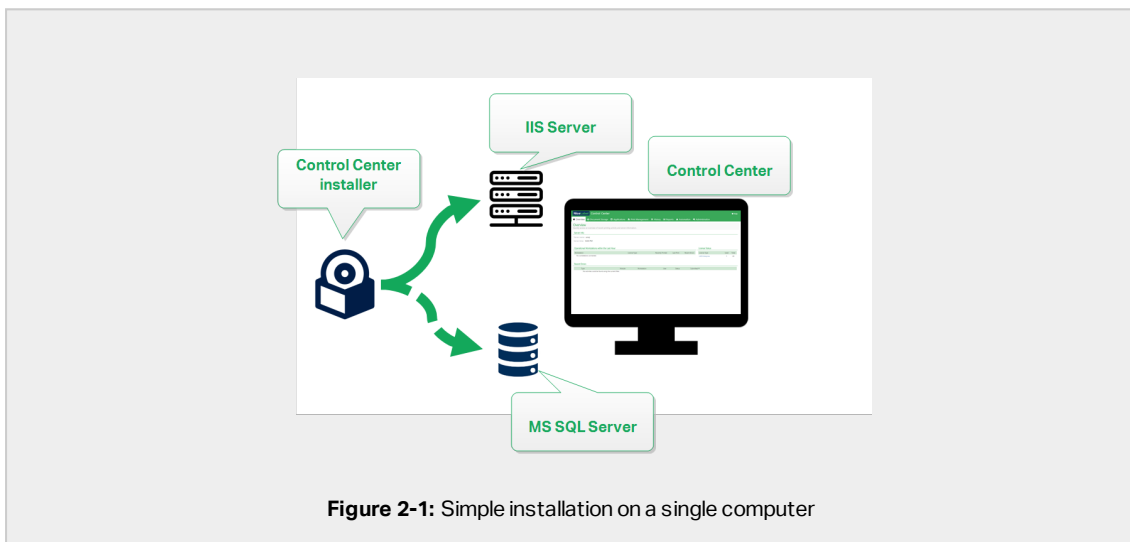 IIS Server
Control Center
installer
Control Center
MS SQL Server
Figure 2-1: Simple installation on a single computer